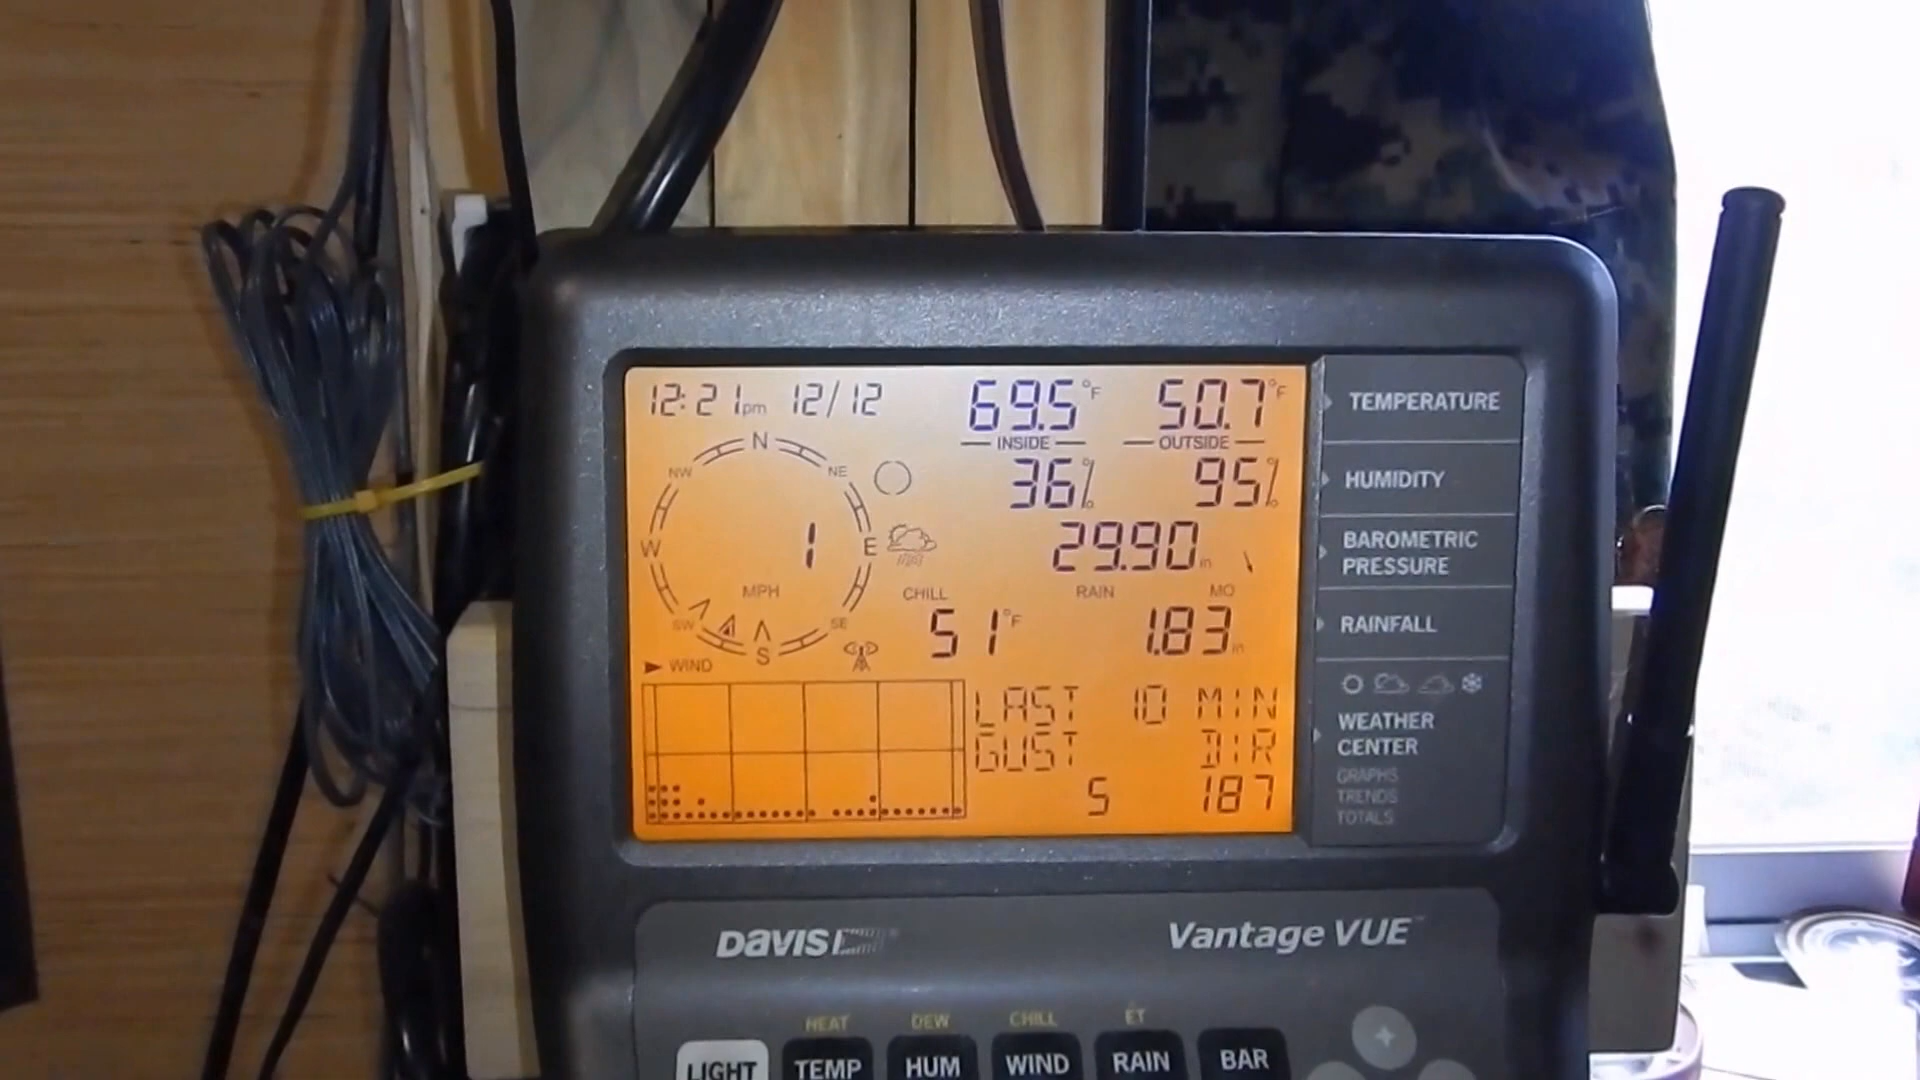 12:21pm 12/12
69.5°F 50.7°F
INSIDE OUTSIDE
36% 95%
29.90in
N
NW NE
W E
SW SE
S
1
MPH
CHILL RAIN MO
51°F 1.83in
WIND
LAST 10 MIN
GUST DIR
5 187
TEMPERATURE
HUMIDITY
BAROMETRIC
PRESSURE
RAINFALL
WEATHER
CENTER
GRAPHS
TRENDS
TOTALS
DAVIS
Vantage VUE™
HEAT DEW CHILL ET
LIGHT TEMP HUM WIND RAIN BAR